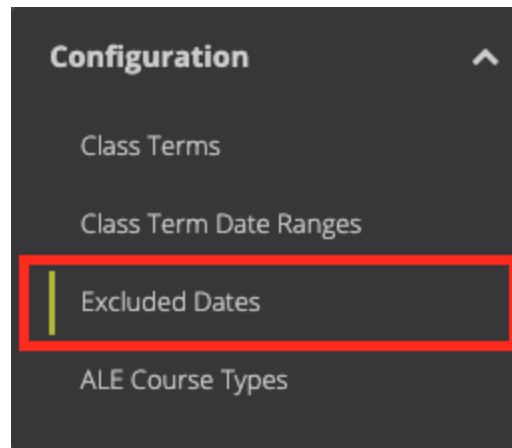 Configuration
Class Terms
Class Term Date Ranges
Excluded Dates
ALE Course Types